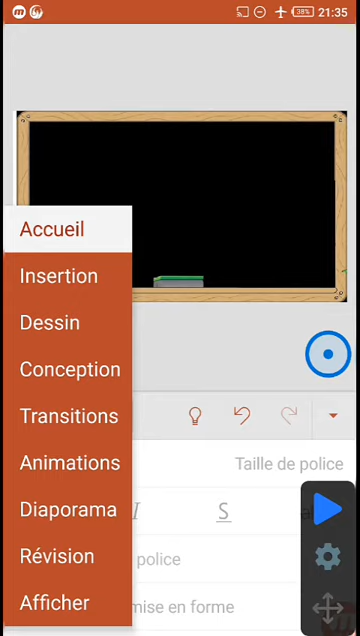 38% 21:35
Accueil
Insertion
Dessin
Conception
Transitions
Animations
Taille de police
Diaporama
I S
Révision
police
Afficher
mise en forme